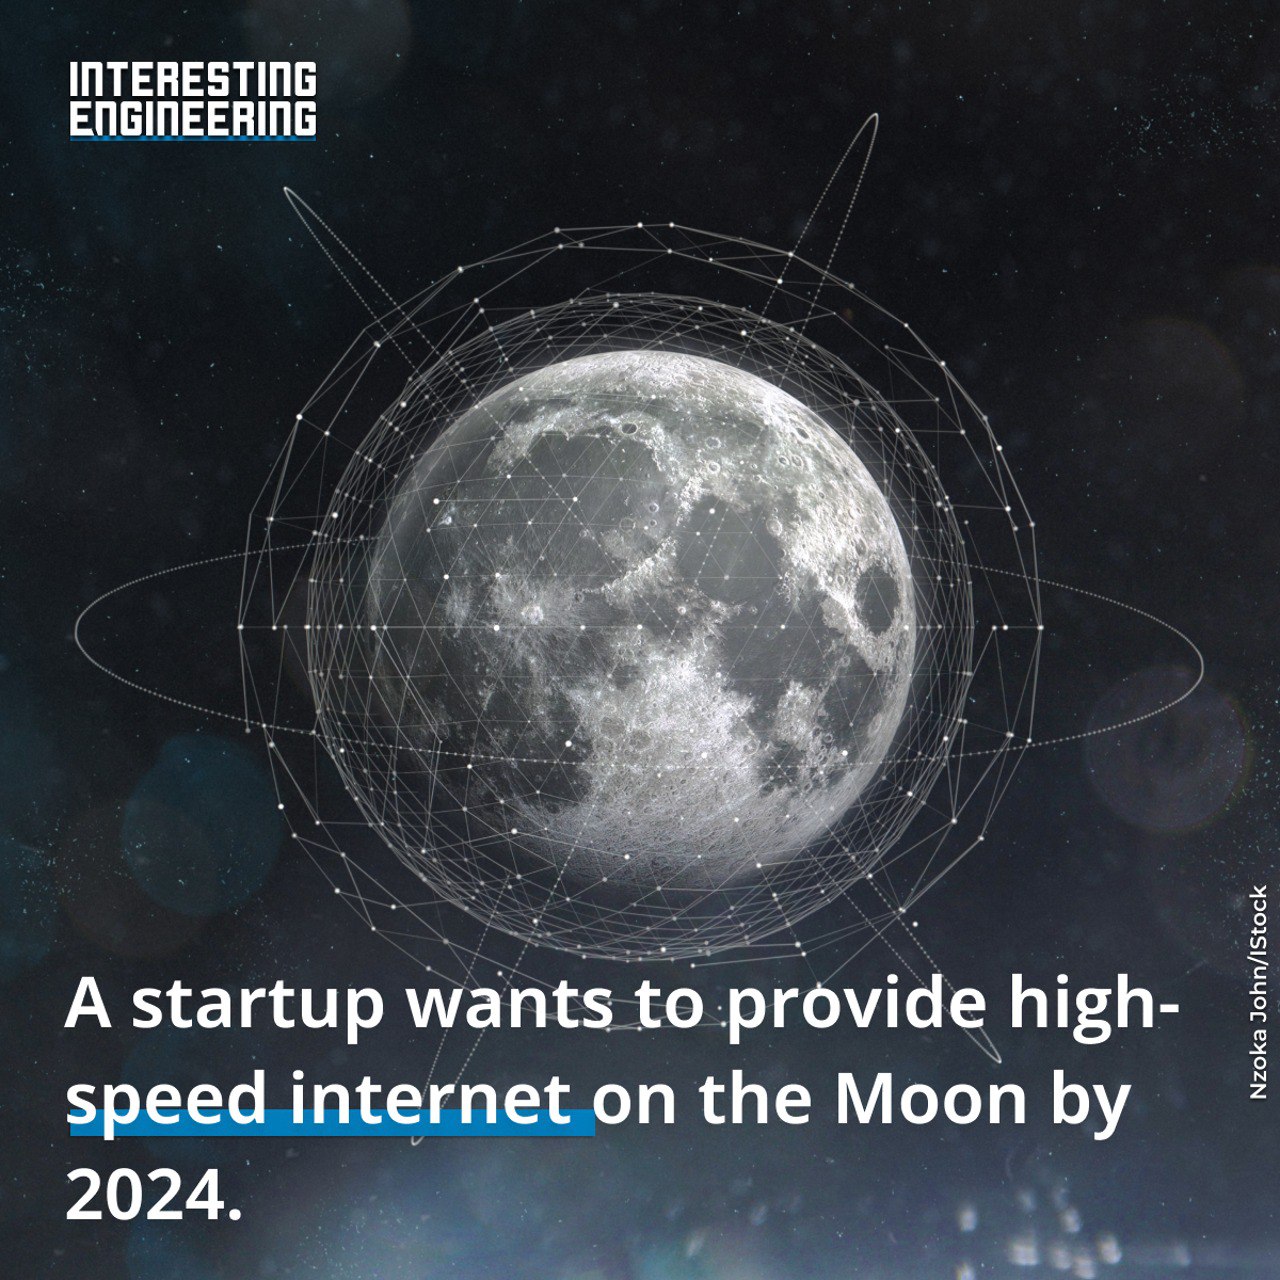 INTERESTING
ENGINEERING
A startup wants to provide high-
speed internet on the Moon by
2024.
Nzoka John/IStock